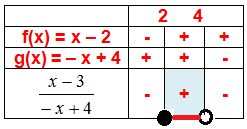 2 4
f(x) = x – 2 - + +
g(x) = – x + 4 + + -
x – 3
– x + 4 - + -